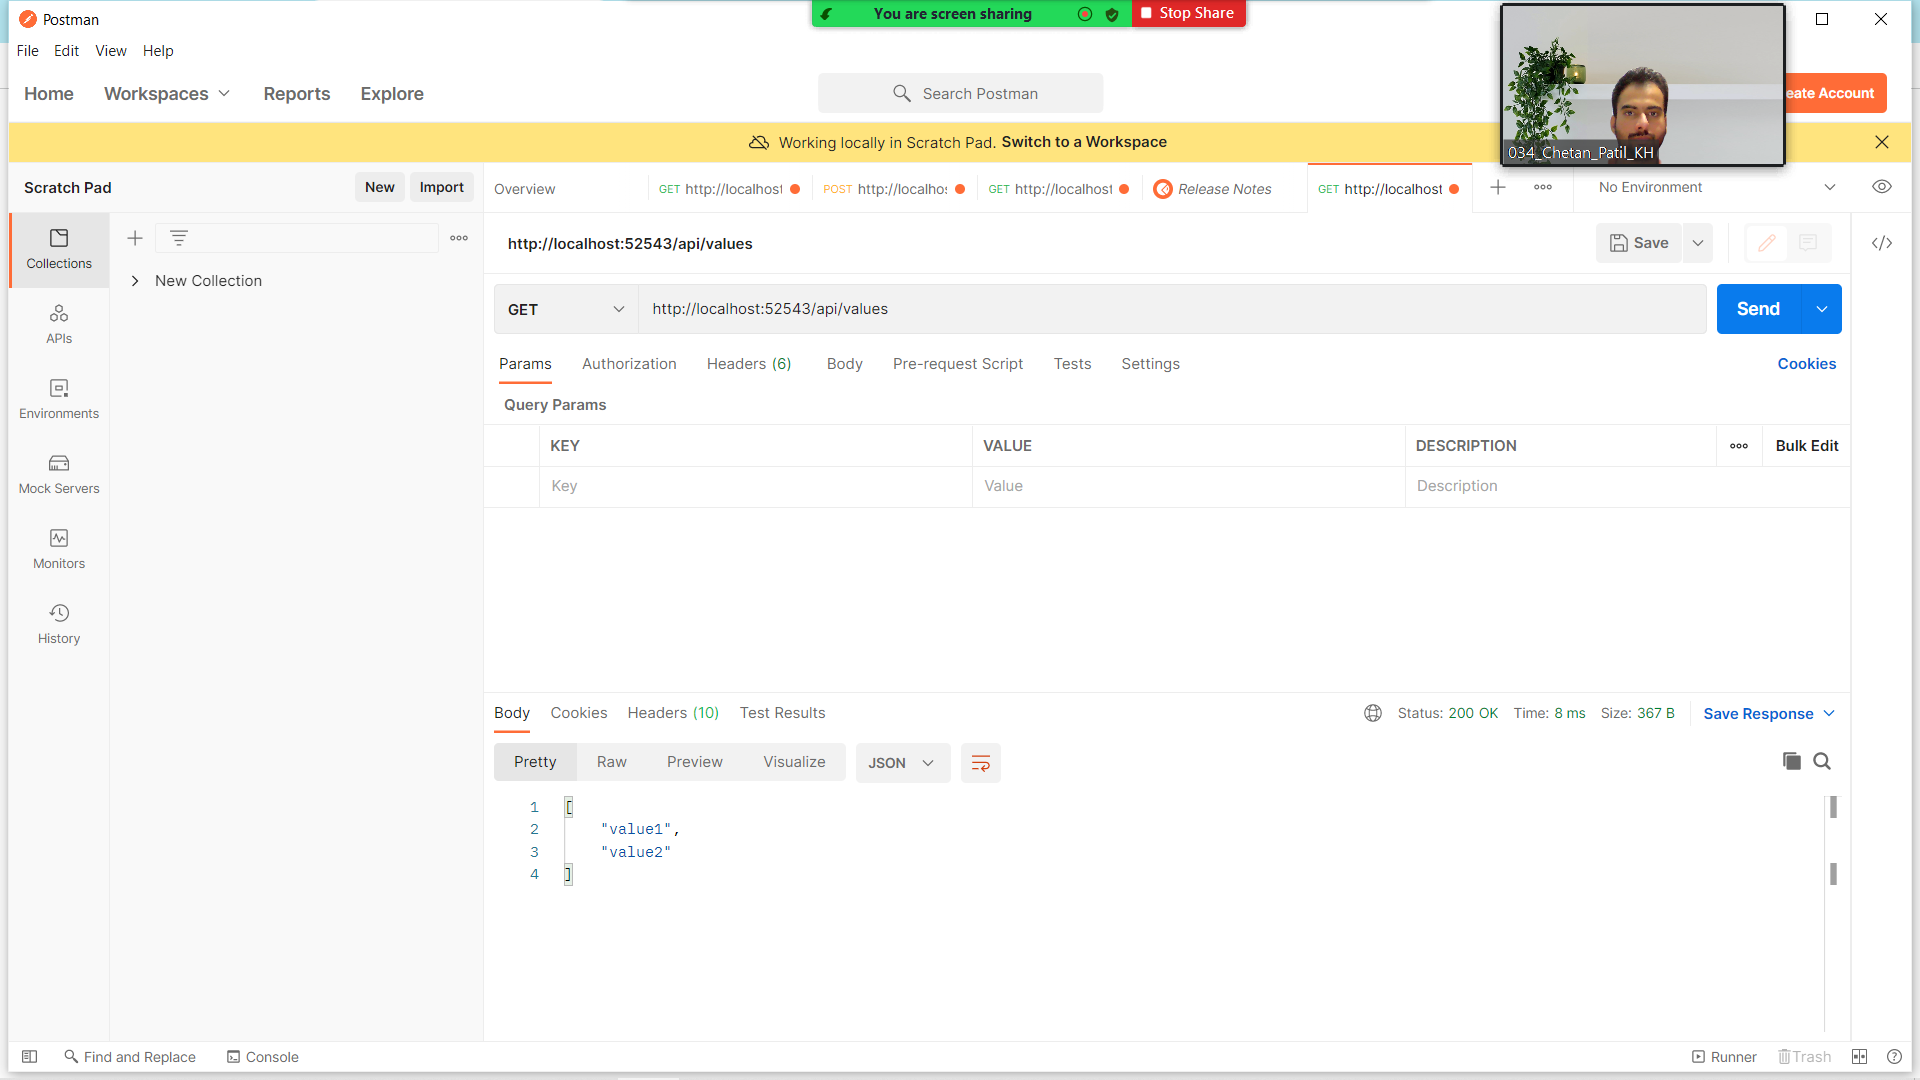 Postman
You are screen sharing
Stop Share
File Edit View Help
Home Workspaces Reports Explore
Search Postman
eate Account
Working locally in Scratch Pad. Switch to a Workspace
034_Chetan_Patil_KH
Scratch Pad
New Import
Overview
GET http://localhost
POST http://localho
GET http://localhost
Release Notes
GET http://localhost
No Environment
Collections
APIs
Environments
Mock Servers
Monitors
History
New Collection
http://localhost:52543/api/values
Save
GET
http://localhost:52543/api/values
Send
Params Authorization Headers (6) Body Pre-request Script Tests Settings
Cookies
Query Params
KEY VALUE DESCRIPTION Bulk Edit
Key Value Description
Body Cookies Headers (10) Test Results
Status: 200 OK Time: 8 ms Size: 367 B
Save Response
Pretty Raw Preview Visualize JSON
1 [
2 "value1",
3 "value2"
4 ]
Find and Replace
Console
Runner
Trash